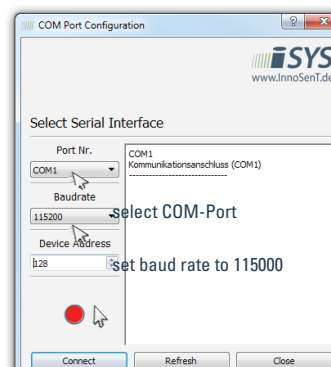 COM Port Configuration
iSYS
www.InnoSenT.de
Select Serial Interface
Port Nr.
COM1
Baudrate
115200
Device Address
128
COM1
Kommunikationsanschluss (COM1)
------------------------------
select COM-Port
set baud rate to 115000
Connect
Refresh
Close